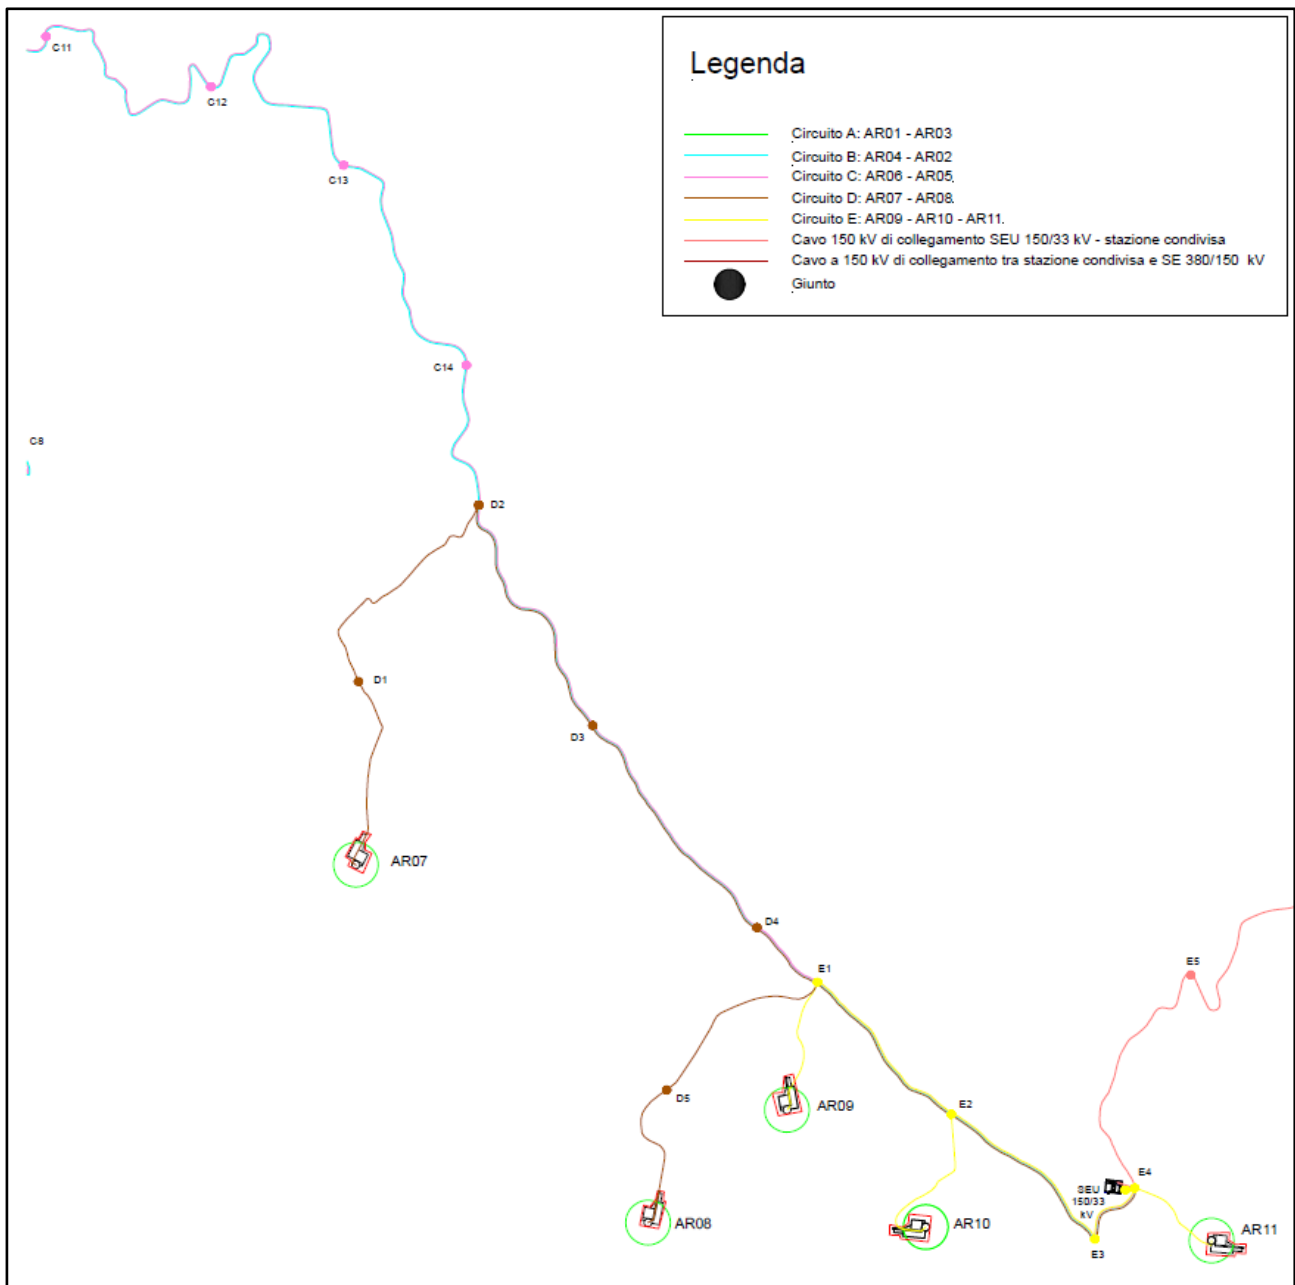 C11
C12
C13
C14
C8
D2
D1
D3
AR07
D4
E1
E5
D5
AR09
E2
E4
SEU
150/33
kV
AR08
AR10
AR11
E3
Legenda
Circuito A: AR01 - AR03
Circuito B: AR04 - AR02
Circuito C: AR06 - AR05.
Circuito D: AR07 - AR08.
Circuito E: AR09 - AR10 - AR11.
Cavo 150 kV di collegamento SEU 150/33 kV - stazione condivisa
Cavo a 150 kV di collegamento tra stazione condivisa e SE 380/150 kV
Giunto